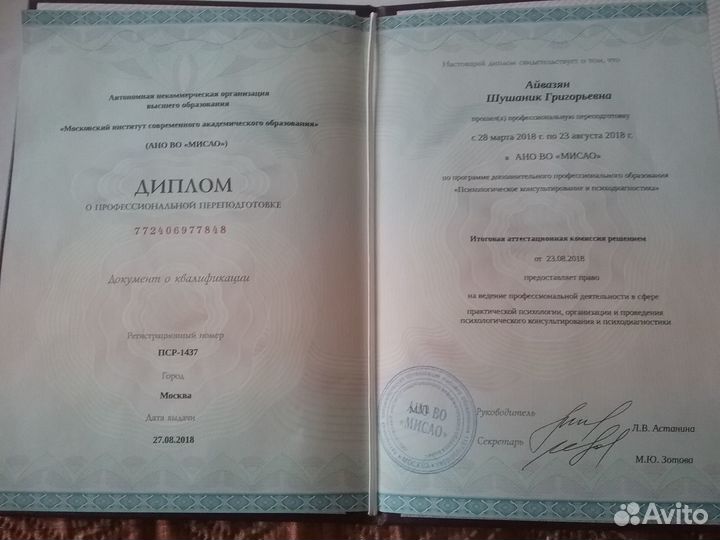 Автономная некоммерческая организация
высшего образования
«Московский институт современного академического образования»
(АНО ВО «МИСАО»)
ДИПЛОМ
О ПРОФЕССИОНАЛЬНОЙ ПЕРЕПОДГОТОВКЕ
772406977848
Документ о квалификации
Регистрационный номер
ПСР-1437
Город
Москва
Дата выдачи
27.08.2018
Настоящий диплом свидетельствует о том, что
Айвазян
Шушаник Григорьевна
прошел(а) профессиональную переподготовку
с 28 марта 2018 г. по 23 августа 2018 г.
в АНО ВО «МИСАО»
по программе дополнительного профессионального образования
«Психологическое консультирование и психодиагностика»
Итоговая аттестационная комиссия решением
от 23.08.2018
предоставляет право
на ведение профессиональной деятельности в сфере
практической психологии, организации и проведения
психологического консультирования и психодиагностики
М.П.
АНО ВО
«МИСАО»
Руководитель
Л.В. Астанина
Секретарь
М.Ю. Зотова
Avito